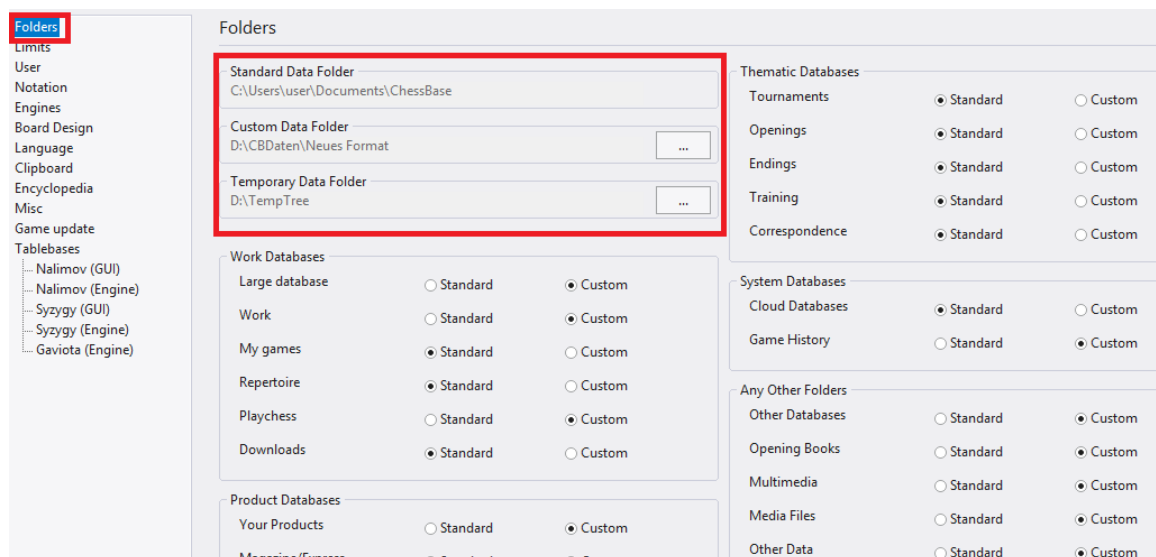 Folders
Limits
User
Notation
Engines
Board Design
Language
Clipboard
Encyclopedia
Misc
Game update
Tablebases
Nalimov (GUI)
Nalimov (Engine)
Syzygy (GUI)
Syzygy (Engine)
Gaviota (Engine)
Folders
Standard Data Folder
C:\Users\user\Documents\ChessBase
Custom Data Folder
D:\CBDaten\Neues Format
...
Temporary Data Folder
D:\TempTree
...
Work Databases
Large database Standard Custom
Work Standard Custom
My games Standard Custom
Repertoire Standard Custom
Playchess Standard Custom
Downloads Standard Custom
Product Databases
Your Products Standard Custom
Magazine/Express Standard Custom
Thematic Databases
Tournaments Standard Custom
Openings Standard Custom
Endings Standard Custom
Training Standard Custom
Correspondence Standard Custom
System Databases
Cloud Databases Standard Custom
Game History Standard Custom
Any Other Folders
Other Databases Standard Custom
Opening Books Standard Custom
Multimedia Standard Custom
Media Files Standard Custom
Other Data Standard Custom